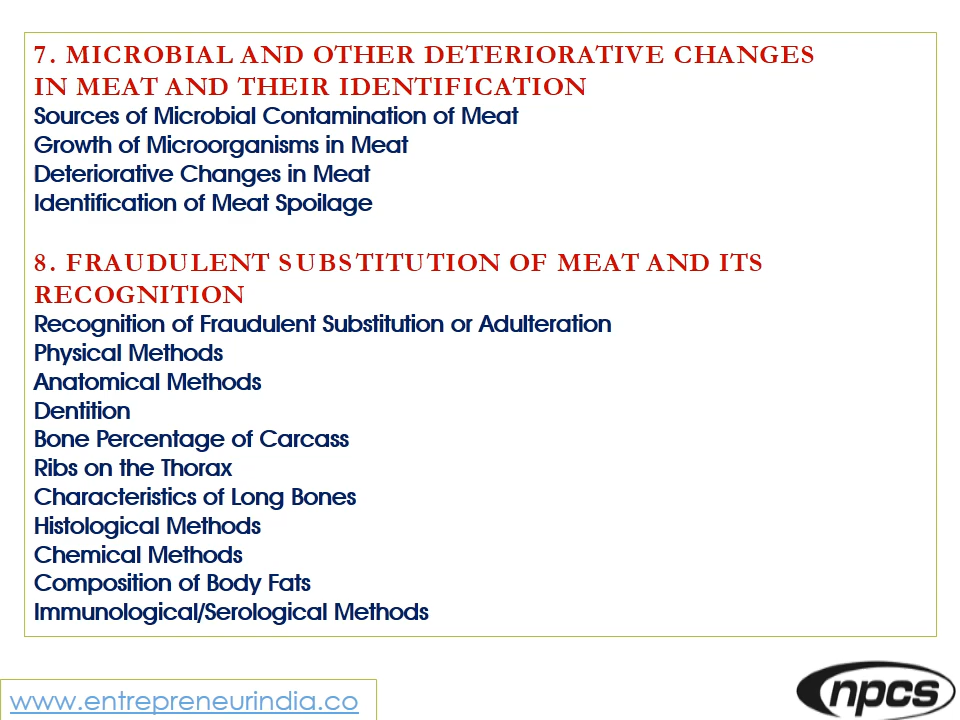 7. MICROBIAL AND OTHER DETERIORATIVE CHANGES
IN MEAT AND THEIR IDENTIFICATION
Sources of Microbial Contamination of Meat
Growth of Microorganisms in Meat
Deteriorative Changes in Meat
Identification of Meat Spoilage
8. FRAUDULENT SUBSTITUTION OF MEAT AND ITS
RECOGNITION
Recognition of Fraudulent Substitution or Adulteration
Physical Methods
Anatomical Methods
Dentition
Bone Percentage of Carcass
Ribs on the Thorax
Characteristics of Long Bones
Histological Methods
Chemical Methods
Composition of Body Fats
Immunological/Serological Methods
www.entrepreneurindia.co
npcs